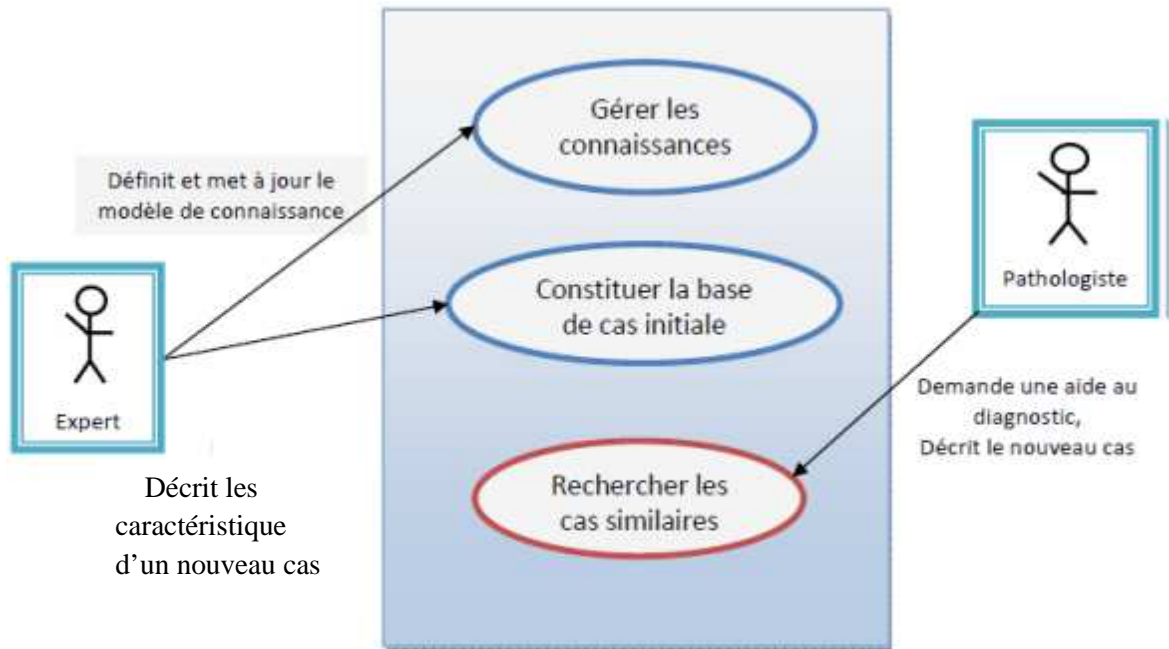 Gérer les
connaissances
Définit et met à jour le
modèle de connaissance
Constituer la base
de cas initiale
Pathologiste
Expert
Demande une aide au
diagnostic,
Décrit le nouveau cas
Décrit les
caractéristique
d’un nouveau cas
Rechercher les
cas similaires